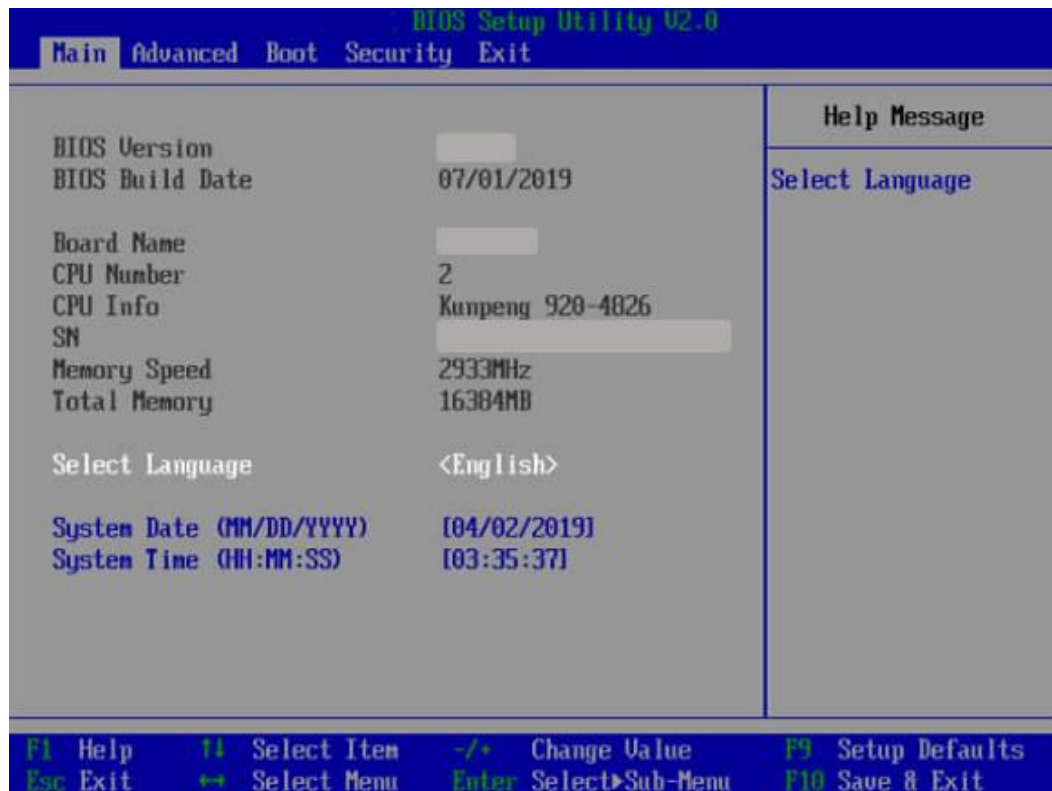 BIOS Setup Utility V2.0
Main Advanced Boot Security Exit
Help Message
Select Language
BIOS Version
BIOS Build Date 07/01/2019
Board Name
CPU Number 2
CPU Info Kunpeng 920-4826
SN
Memory Speed 2933MHz
Total Memory 16384MB
Select Language <English>
System Date (MM/DD/YYYY) [04/02/2019]
System Time (HH:MM:SS) [03:35:37]
F1 Help ↑↓ Select Item -/+ Change Value F9 Setup Defaults
Esc Exit ↔ Select Menu Enter Select▶Sub-Menu F10 Save & Exit